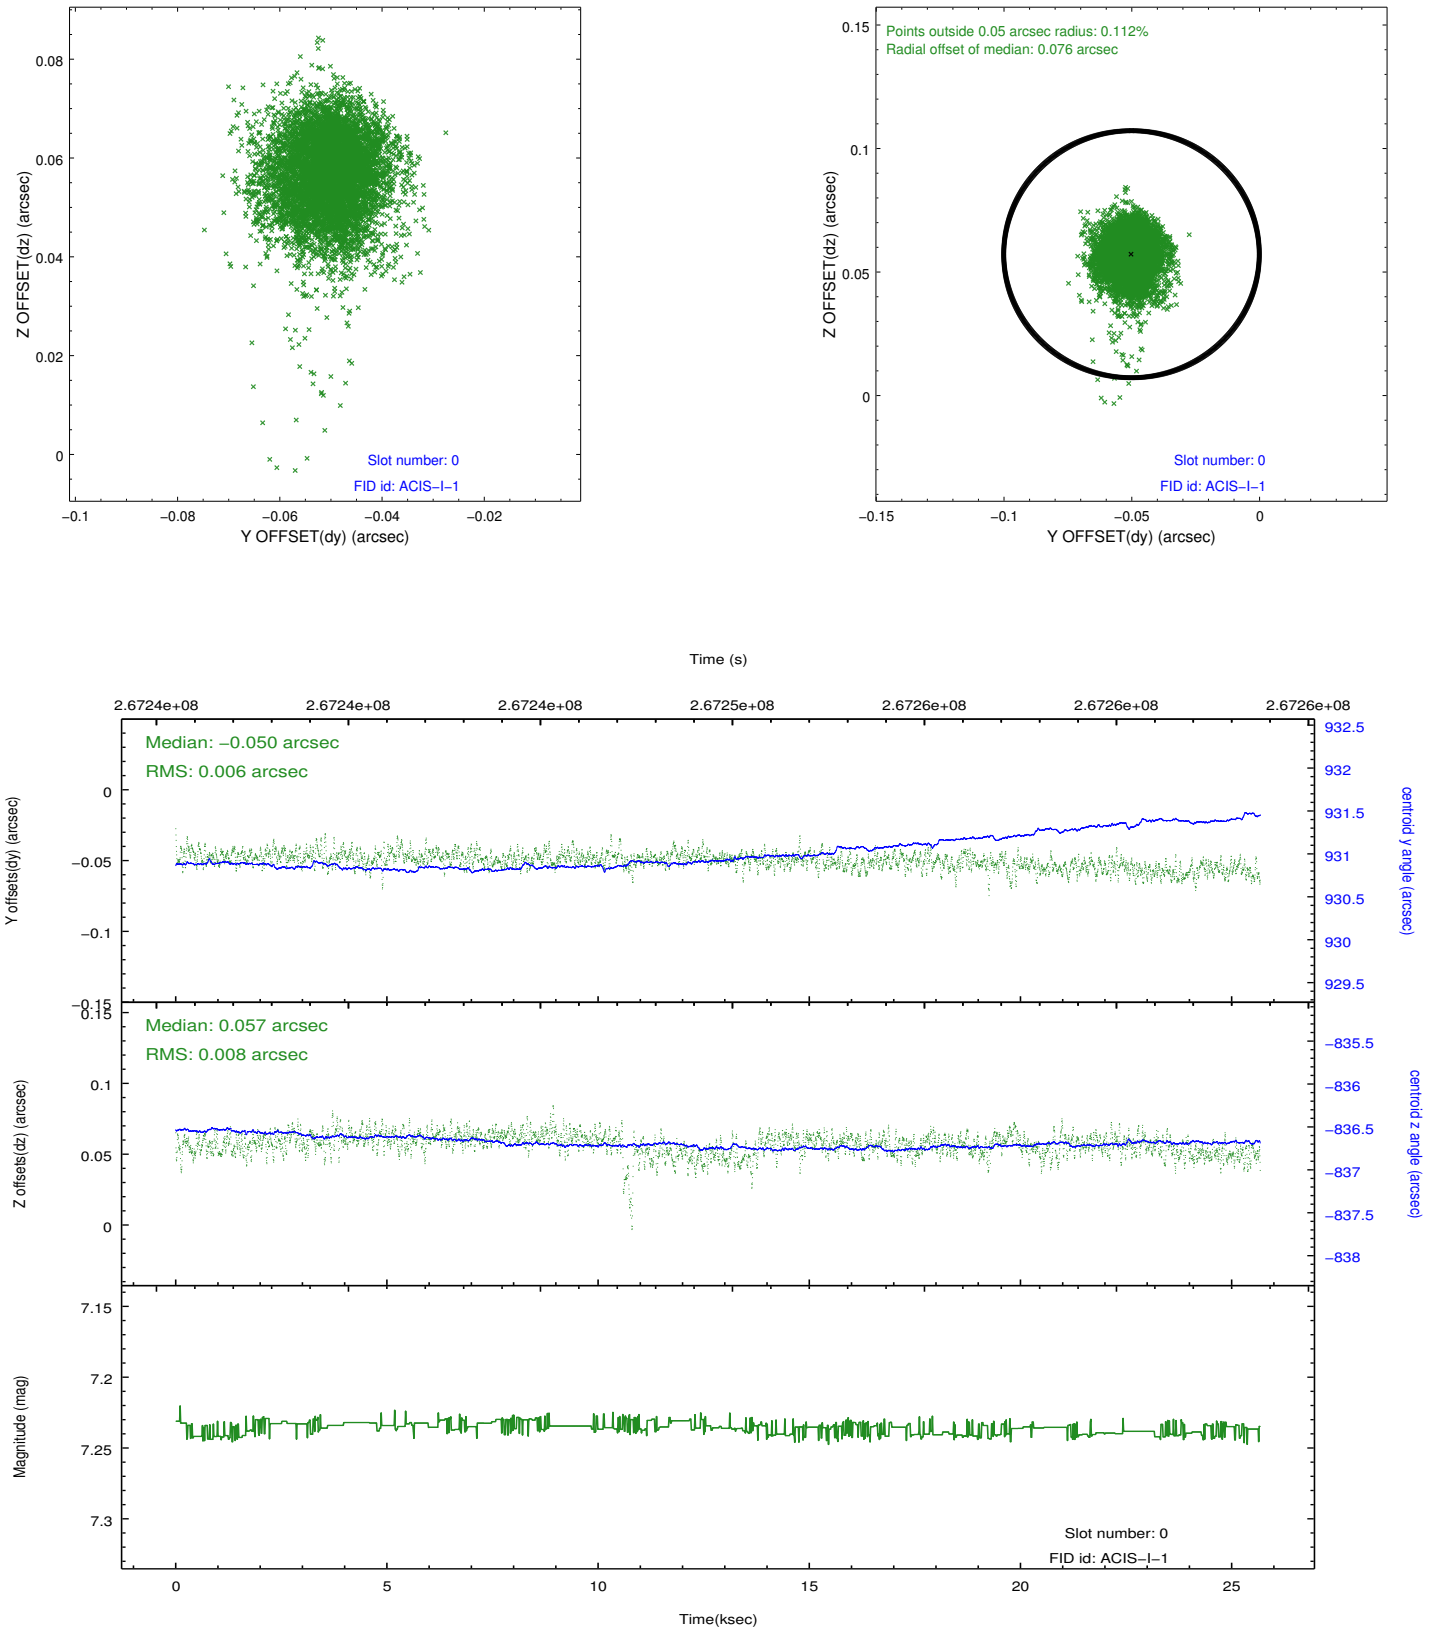 0.08
0.06
0.04
0.02
0
Z OFFSET(dz) (arcsec)
Slot number: 0
FID id: ACIS−I−1
−0.1
−0.08
−0.06
−0.04
−0.02
Y OFFSET(dy) (arcsec)
Points outside 0.05 arcsec radius: 0.112%
Radial offset of median: 0.076 arcsec
0.15
0.1
0.05
0
Z OFFSET(dz) (arcsec)
Slot number: 0
FID id: ACIS−I−1
−0.15
−0.1
−0.05
0
Y OFFSET(dy) (arcsec)
Time (s)
2.6724e+08
2.6724e+08
2.6724e+08
2.6725e+08
2.6726e+08
2.6726e+08
2.6726e+08
Median: −0.050 arcsec
RMS: 0.006 arcsec
0
−0.05
−0.1
−0.15
Y offsets(dy) (arcsec)
932.5
932
931.5
931
930.5
930
929.5
centroid y angle (arcsec)
Median: 0.057 arcsec
RMS: 0.008 arcsec
0.15
0.1
0.05
0
Z offsets(dz) (arcsec)
−835.5
−836
−836.5
−837
−837.5
−838
centroid z angle (arcsec)
7.15
7.2
7.25
7.3
Magnitude (mag)
Slot number: 0
FID id: ACIS−I−1
0
5
10
15
20
25
Time(ksec)